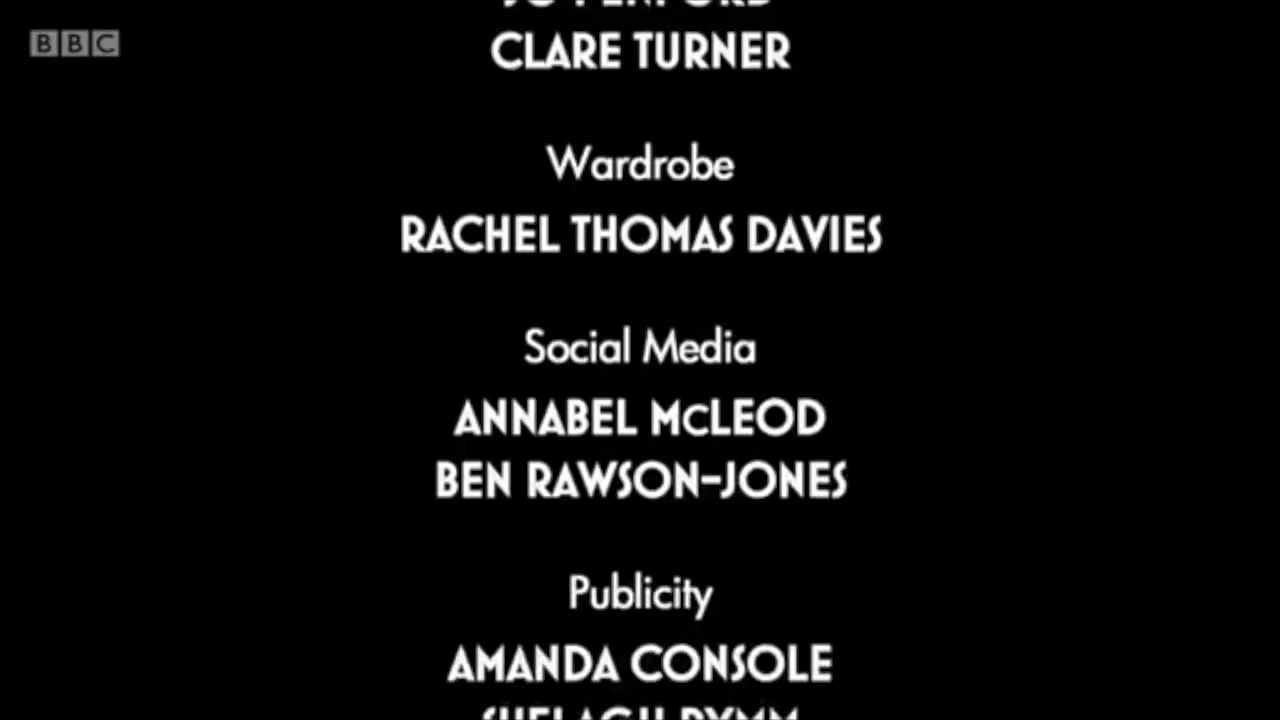 BBC
CLARE TURNER
Wardrobe
RACHEL THOMAS DAVIES
Social Media
ANNABEL McLEOD
BEN RAWSON-JONES
Publicity
AMANDA CONSOLE